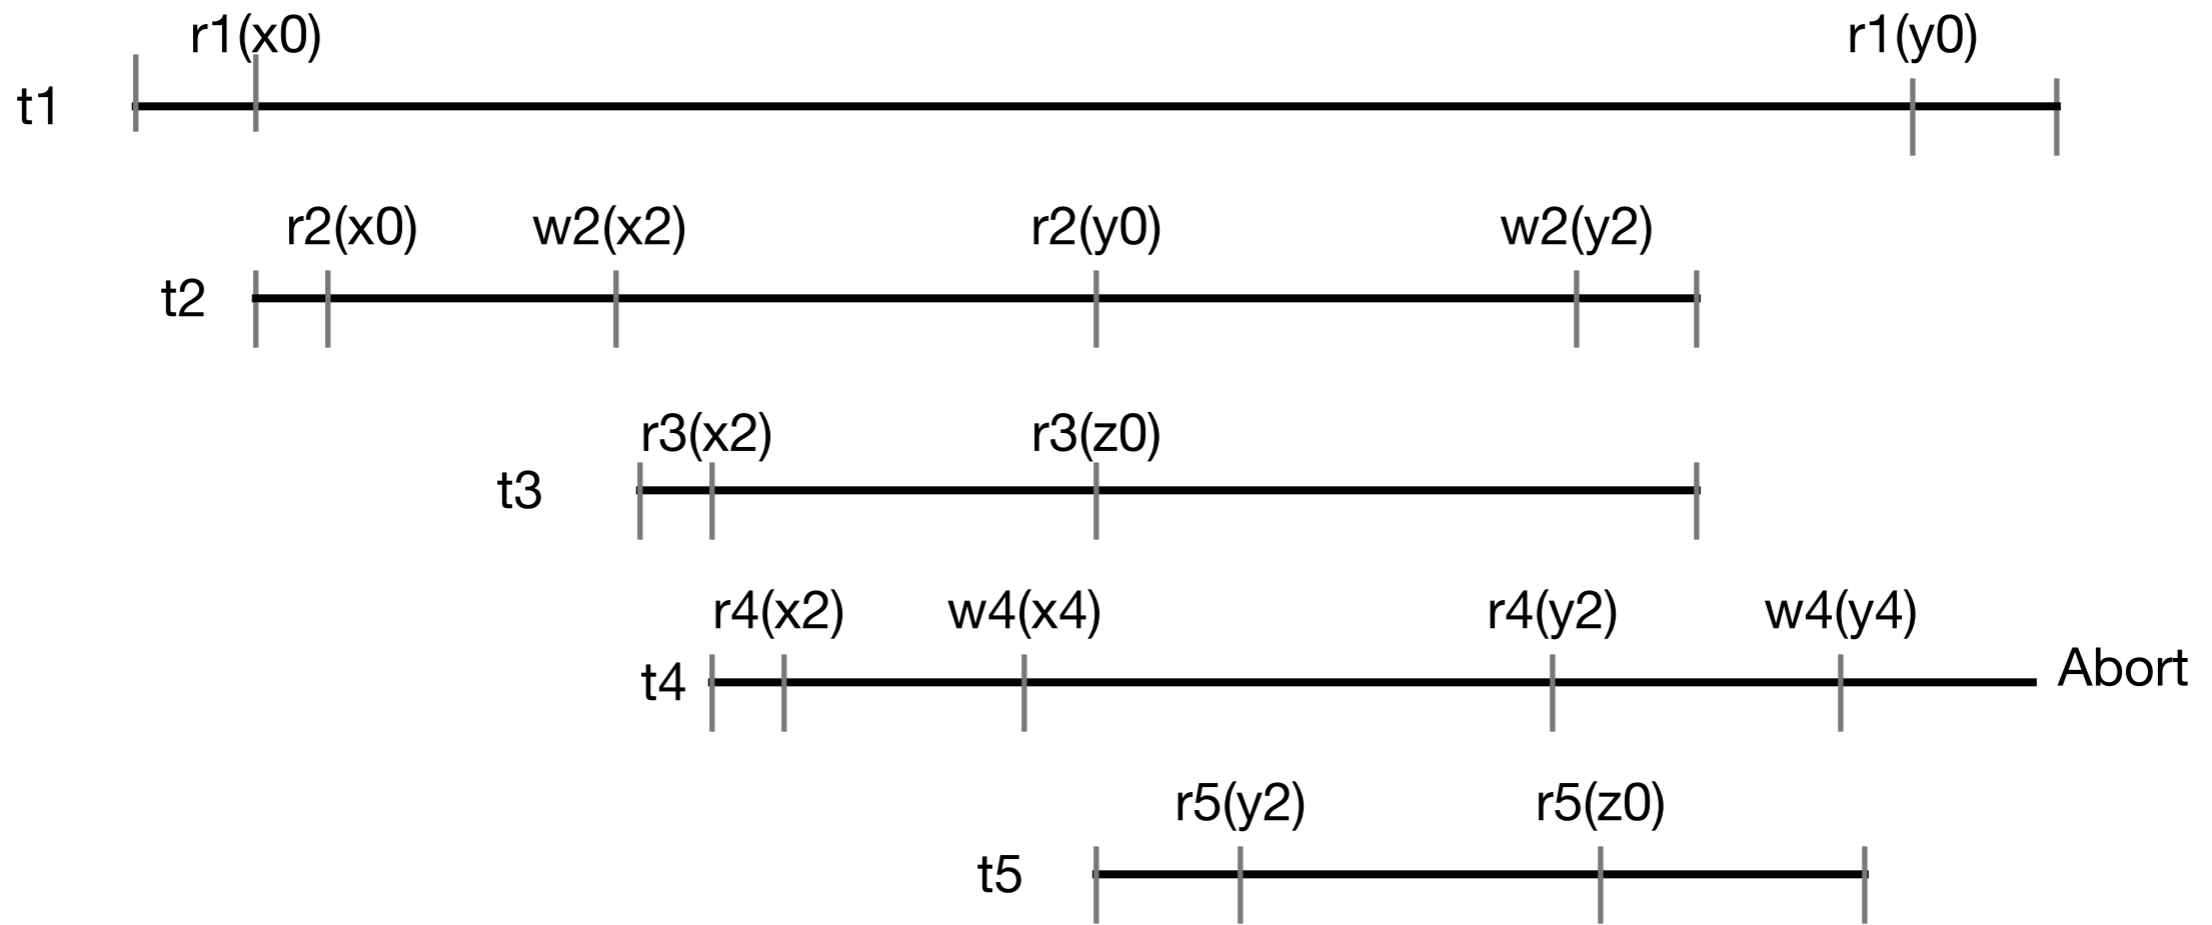 r1(x0) r1(y0)
t1
r2(x0) w2(x2) r2(y0) w2(y2)
t2
r3(x2) r3(z0)
t3
r4(x2) w4(x4) r4(y2) w4(y4)
t4 Abort
r5(y2) r5(z0)
t5